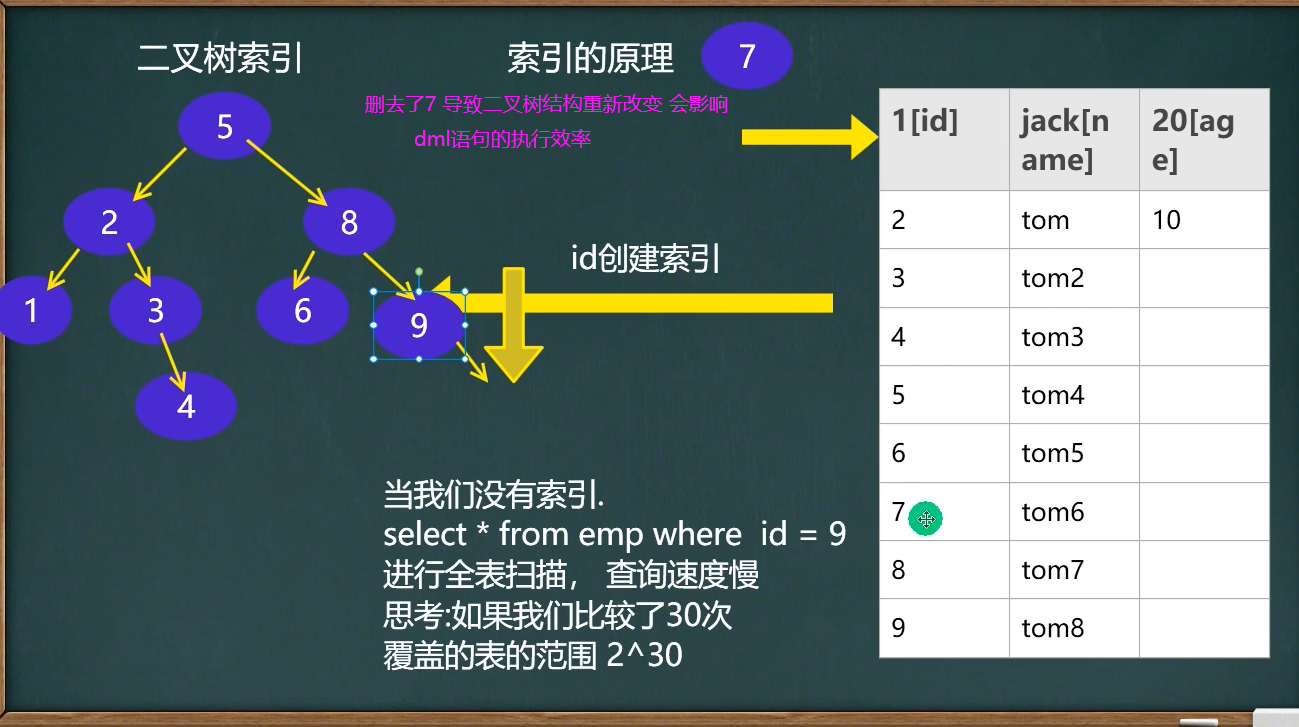 二叉树索引
索引的原理
7
删去了7 导致二叉树结构重新改变 会影响
dml语句的执行效率
5
2
8
1
3
6
9
4
id创建索引
当我们没有索引.
select * from emp where id = 9
进行全表扫描， 查询速度慢
思考:如果我们比较了30次
覆盖的表的范围 2^30
1[id] jack[n 20[ag
ame] e]
2 tom 10
3 tom2
4 tom3
5 tom4
6 tom5
7 tom6
8 tom7
9 tom8